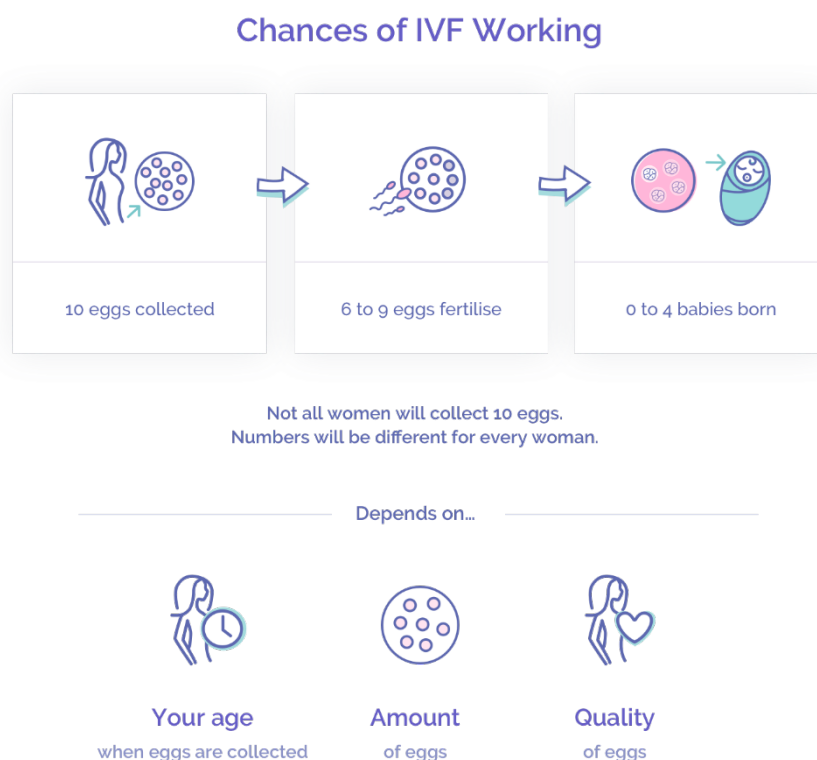 Chances of IVF Working
10 eggs collected
6 to 9 eggs fertilise
0 to 4 babies born
Not all women will collect 10 eggs.
Numbers will be different for every woman.
Depends on...
Your age
when eggs are collected
Amount
of eggs
Quality
of eggs